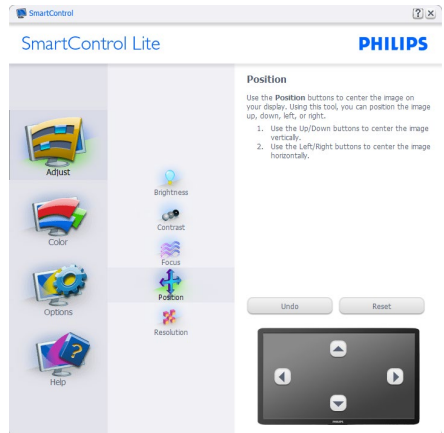 SmartControl
SmartControl Lite
PHILIPS
Adjust
Color
Options
Help
Brightness
Contrast
Focus
Position
Resolution
Position
Use the Position buttons to center the image on
your display. Using this tool, you can position the image
up, down, left, or right.
1. Use the Up/Down buttons to center the image
vertically.
2. Use the Left/Right buttons to center the image
horizontally.
Undo
Reset
PHILIPS